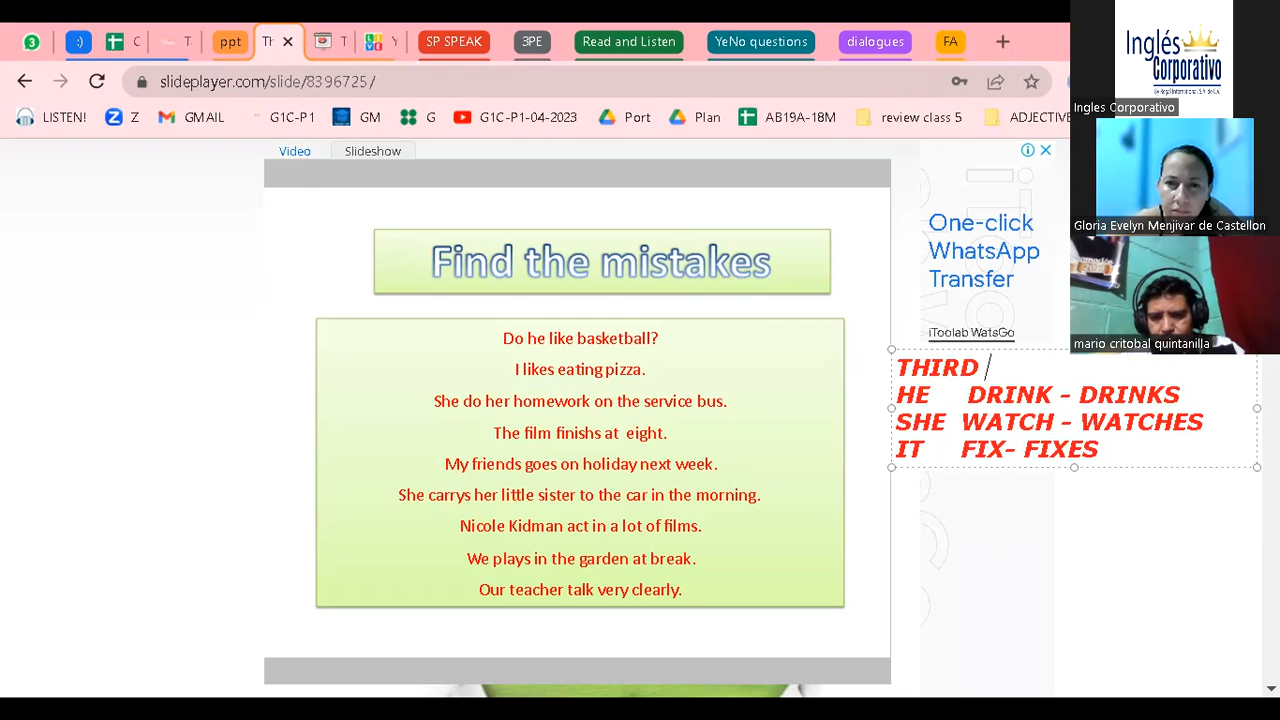 3
:)
C
T
ppt
Tł
T
Y
SP SPEAK
3PE
Read and Listen
YeNo questions
dialogues
FA
slideplayer.com/slide/8396725/
LISTEN!
Z
GMAIL
G1C-P1
GM
G
G1C-P1-04-2023
Port
Plan
AB19A-18M
review class 5
ADJECTIVE
Inglés
Corporativo
Ingles Corporativo
Gloria Evelyn Menjivar de Castellon
mario critobal quintanilla
Video
Slideshow
Find the mistakes
Do he like basketball?
I likes eating pizza.
She do her homework on the service bus.
The film finishs at eight.
My friends goes on holiday next week.
She carrys her little sister to the car in the morning.
Nicole Kidman act in a lot of films.
We plays in the garden at break.
Our teacher talk very clearly.
One-click
WhatsApp
Transfer
iToolab WatsGo
THIRD
HE DRINK - DRINKS
SHE WATCH - WATCHES
IT FIX- FIXES